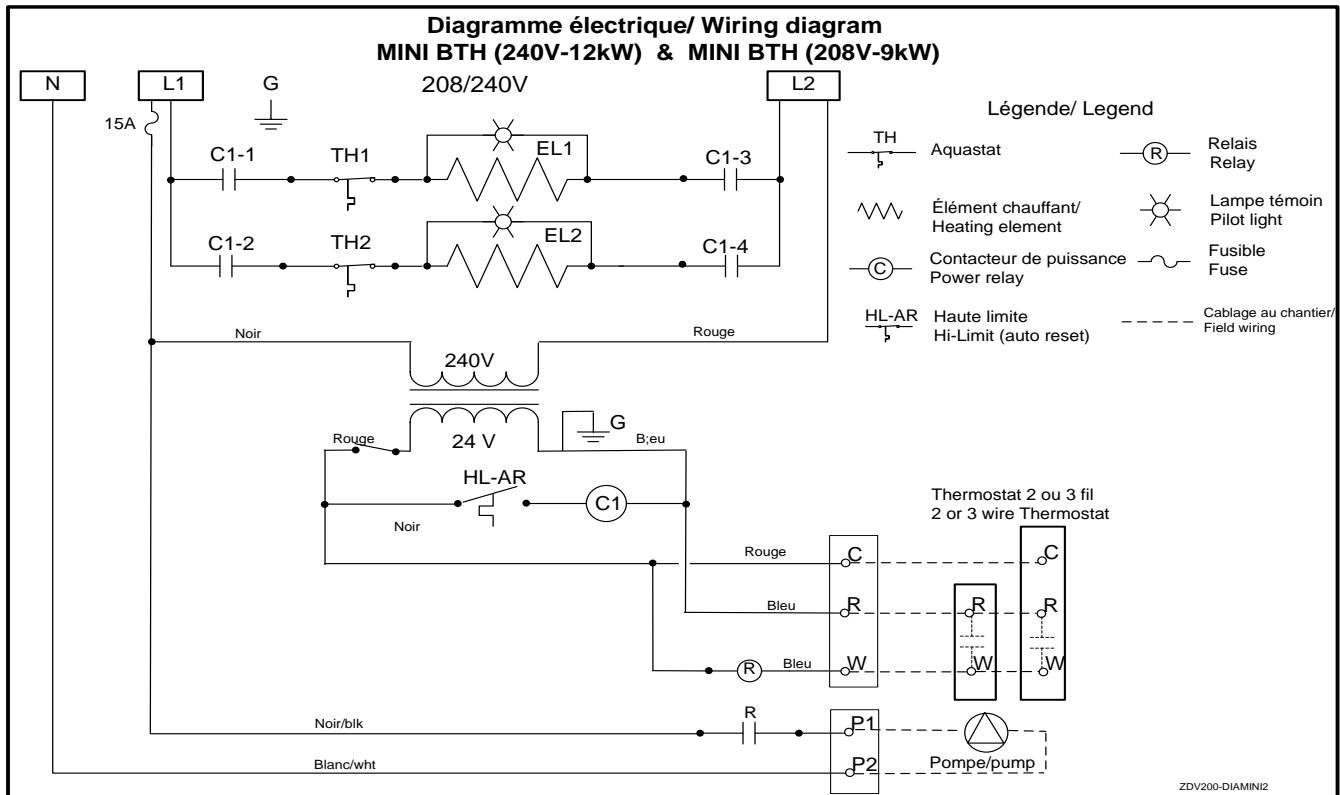 Diagramme électrique/ Wiring diagram
MINI BTH (240V-12kW) & MINI BTH (208V-9kW)
N
L1
G
208/240V
L2
15A
Légende/ Legend
TH
Aquastat
R
Relais
Relay
C1-1
TH1
EL1
C1-3
Élément chauffant/
Heating element
Lampe témoin
Pilot light
C1-2
TH2
EL2
C1-4
C
Contacteur de puissance
Power relay
Fusible
Fuse
HL-AR
Haute limite
Hi-Limit (auto reset)
Cablage au chantier/
Field wiring
Noir
Rouge
240V
24 V
Rouge
G
B;eu
HL-AR
C1
Noir
Thermostat 2 ou 3 fil
2 or 3 wire Thermostat
Rouge
C
C
Bleu
R
R
R
R
Bleu
W
W
W
Noir/blk
R
P1
Blanc/wht
P2
Pompe/pump
ZDV200-DIAMINI2